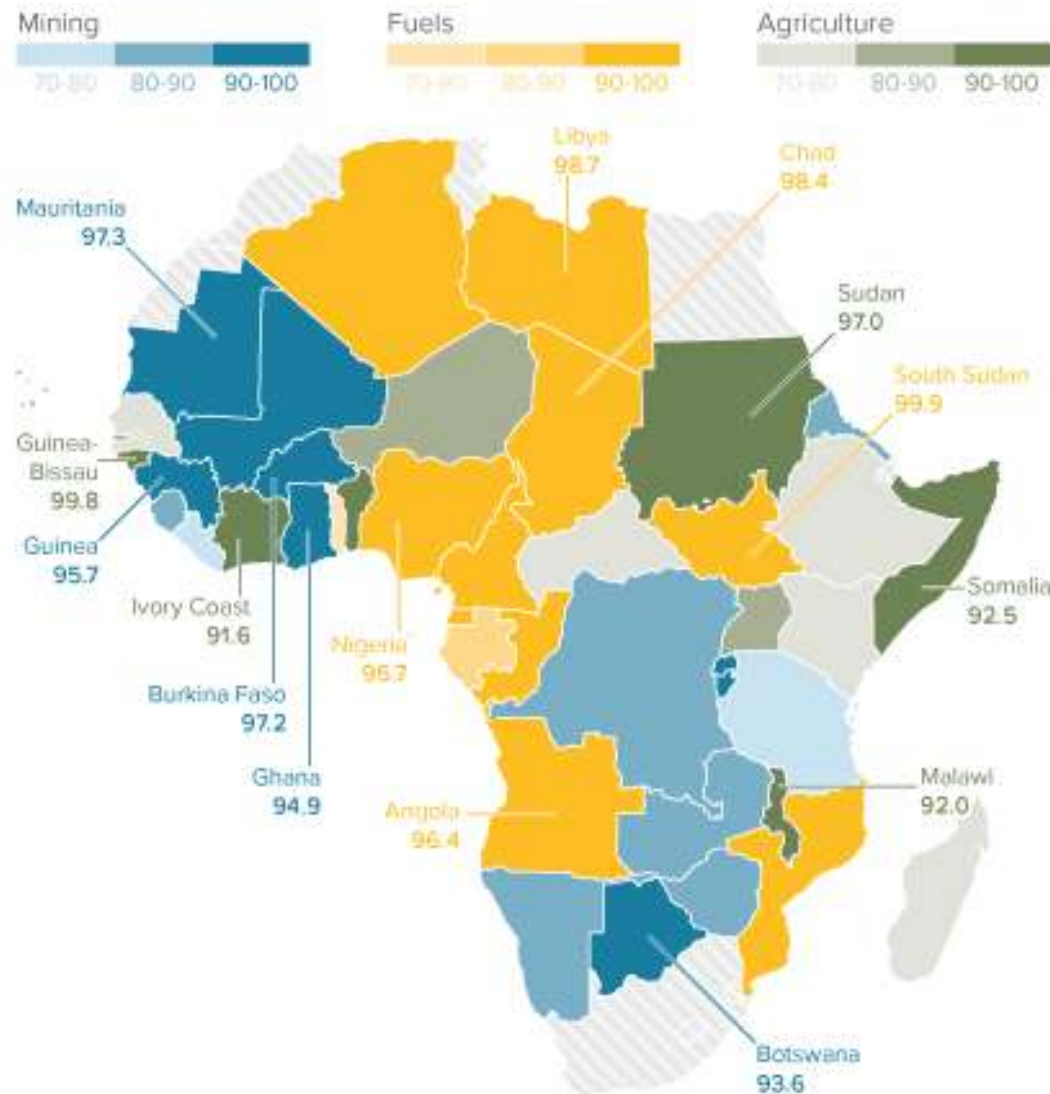 Mining
70-80 80-90 90-100
Fuels
70-80 80-90 90-100
Agriculture
70-80 80-90 90-100
Libya
98.7
Chad
98.4
Mauritania
97.3
Sudan
97.0
South Sudan
99.9
Guinea-
Bissau
99.8
Guinea
95.7
Ivory Coast
91.6
Nigeria
Somalia
92.5
Burkina Faso
97.2
Ghana
94.9
Angola
96.4
Malawi
92.0
Botswana
93.6